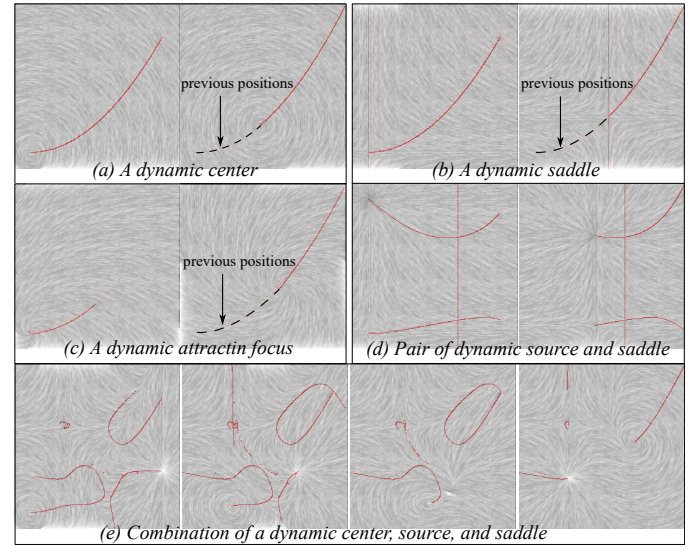 previous positions
(a) A dynamic center
previous positions
(b) A dynamic saddle
previous positions
(c) A dynamic attractin focus
(d) Pair of dynamic source and saddle
(e) Combination of a dynamic center, source, and saddle